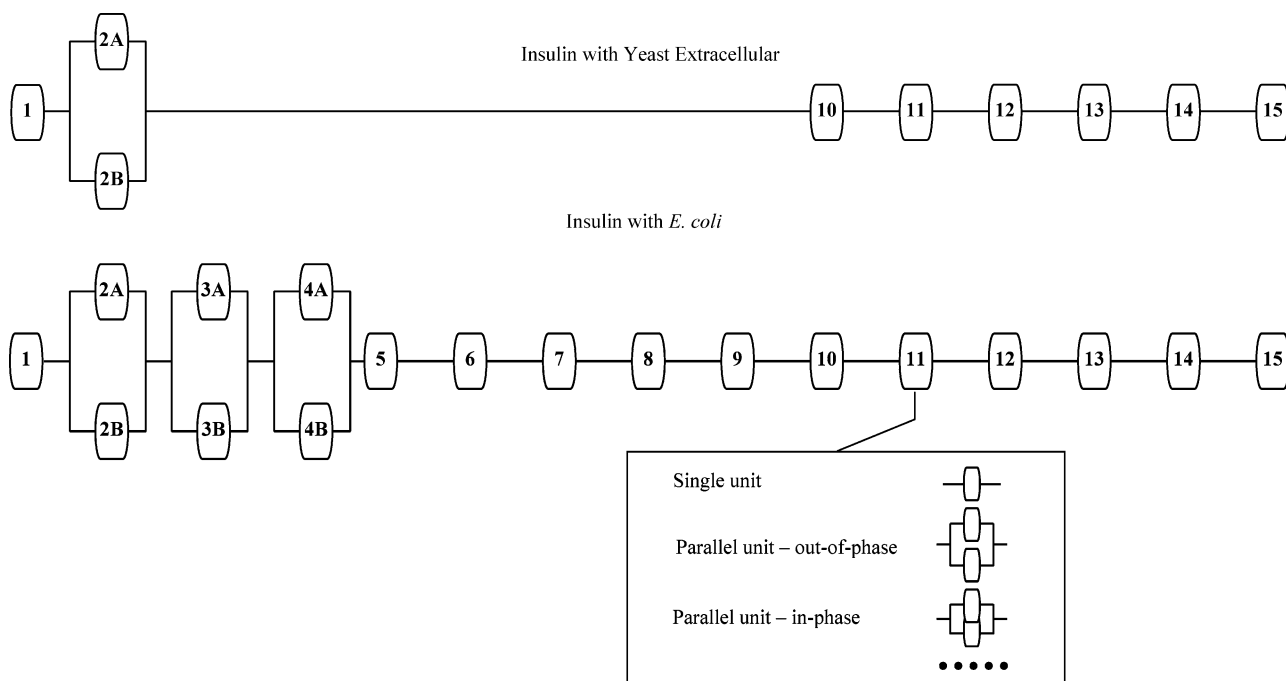 2A
Insulin with Yeast Extracellular
1 10 11 12 13 14 15
2B
Insulin with E. coli
2A 3A 4A
1 5 6 7 8 9 10 11 12 13 14 15
2B 3B 4B
Single unit
Parallel unit – out-of-phase
Parallel unit – in-phase